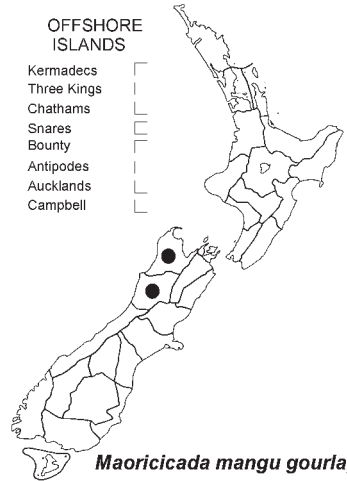 OFFSHORE
ISLANDS
Kermadecs
Three Kings
Chathams
Snares
Bounty
Antipodes
Aucklands
Campbell
Maoricicada mangu gourla